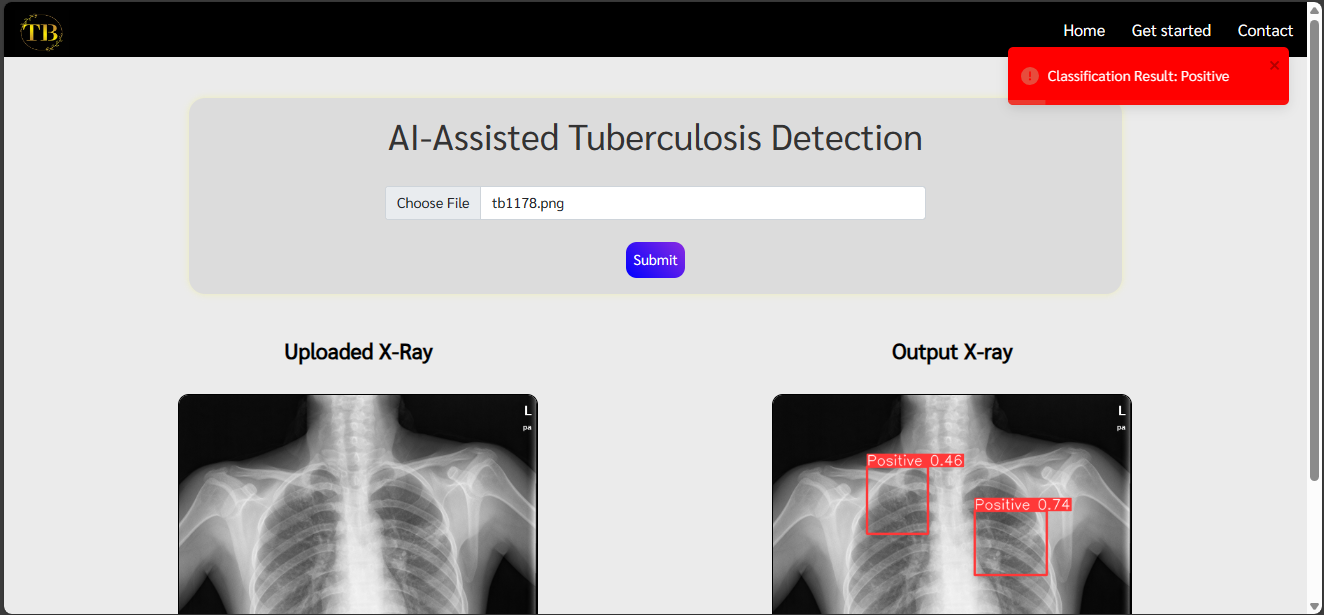 TB
Home Get started Contact
Classification Result: Positive
AI-Assisted Tuberculosis Detection
Choose File tb1178.png
Submit
Uploaded X-Ray
Output X-ray
L
pa
L
pa
Positive 0.46
Positive 0.74